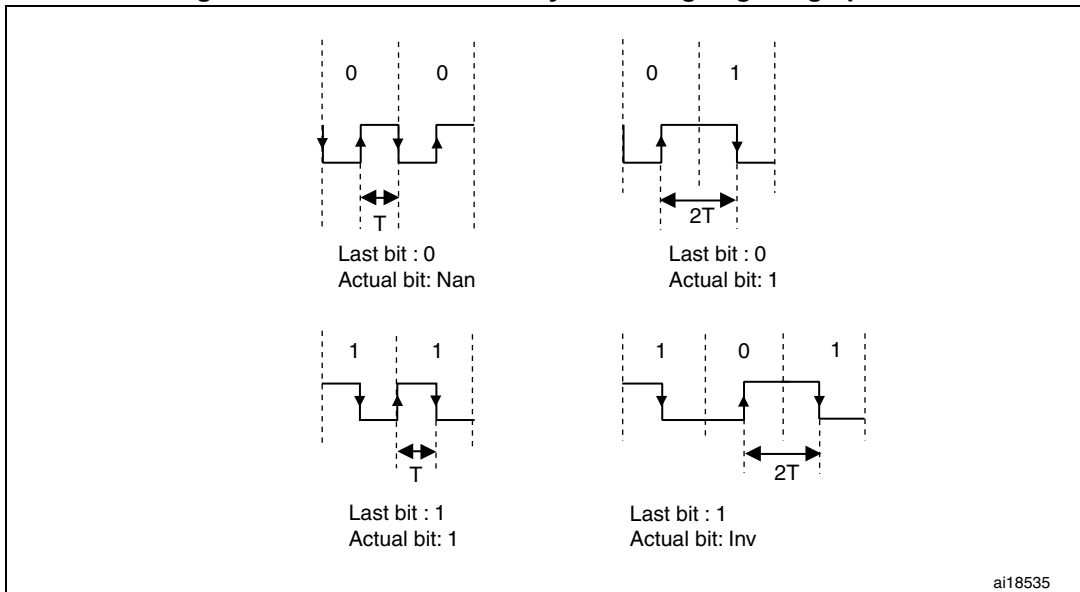 0 0
T
Last bit : 0
Actual bit: Nan
0 1
2T
Last bit : 0
Actual bit: 1
1 1
T
Last bit : 1
Actual bit: 1
1 0 1
2T
Last bit : 1
Actual bit: Inv
ai18535